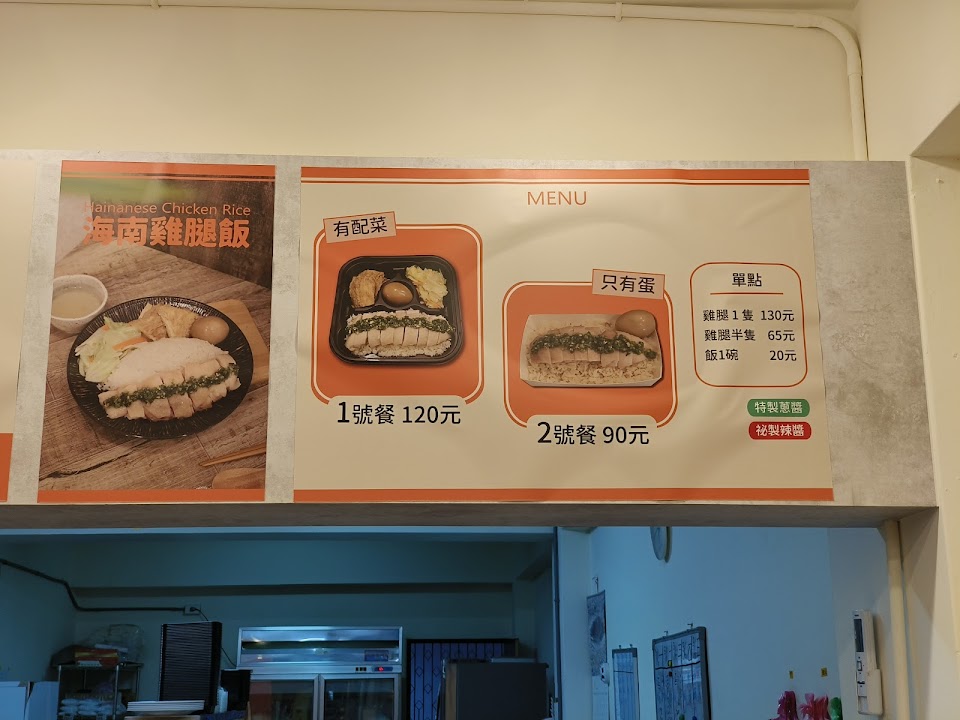 Hainanese Chicken Rice
海南雞腿飯
MENU
有配菜
1號餐 120元
只有蛋
2號餐 90元
單點
雞腿1隻 130元
雞腿半隻 65元
飯1碗 20元
特製蔥醬
祕製辣醬